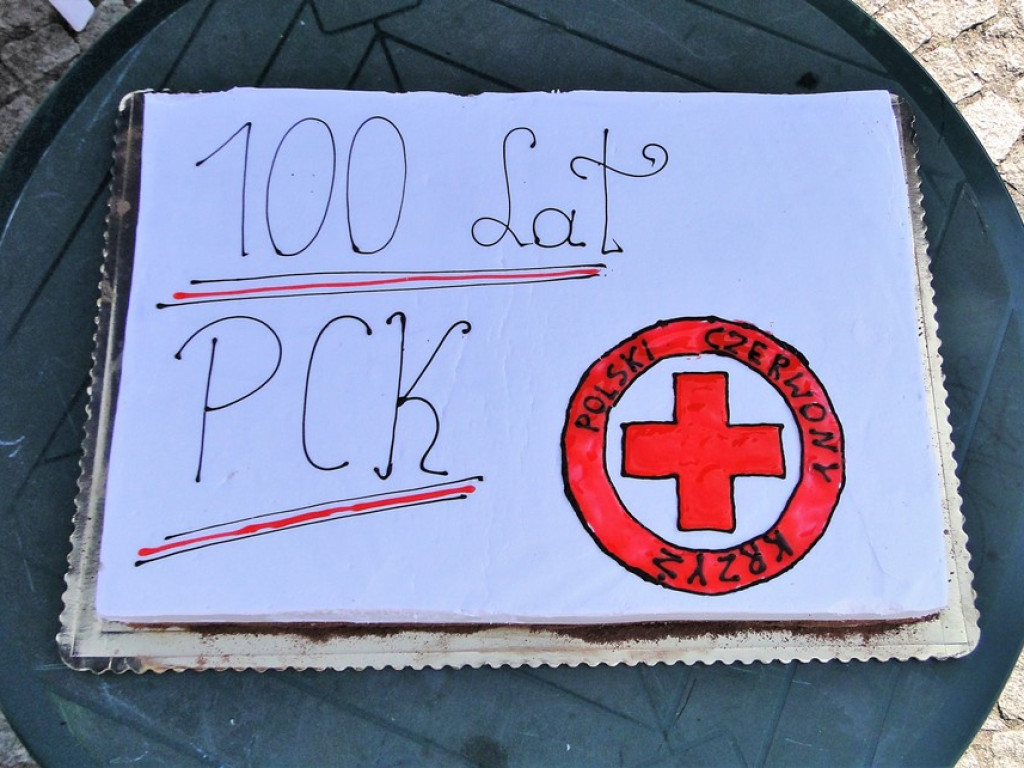 100 Lat
PCK
POLSKI CZERWONY KRZYŻ